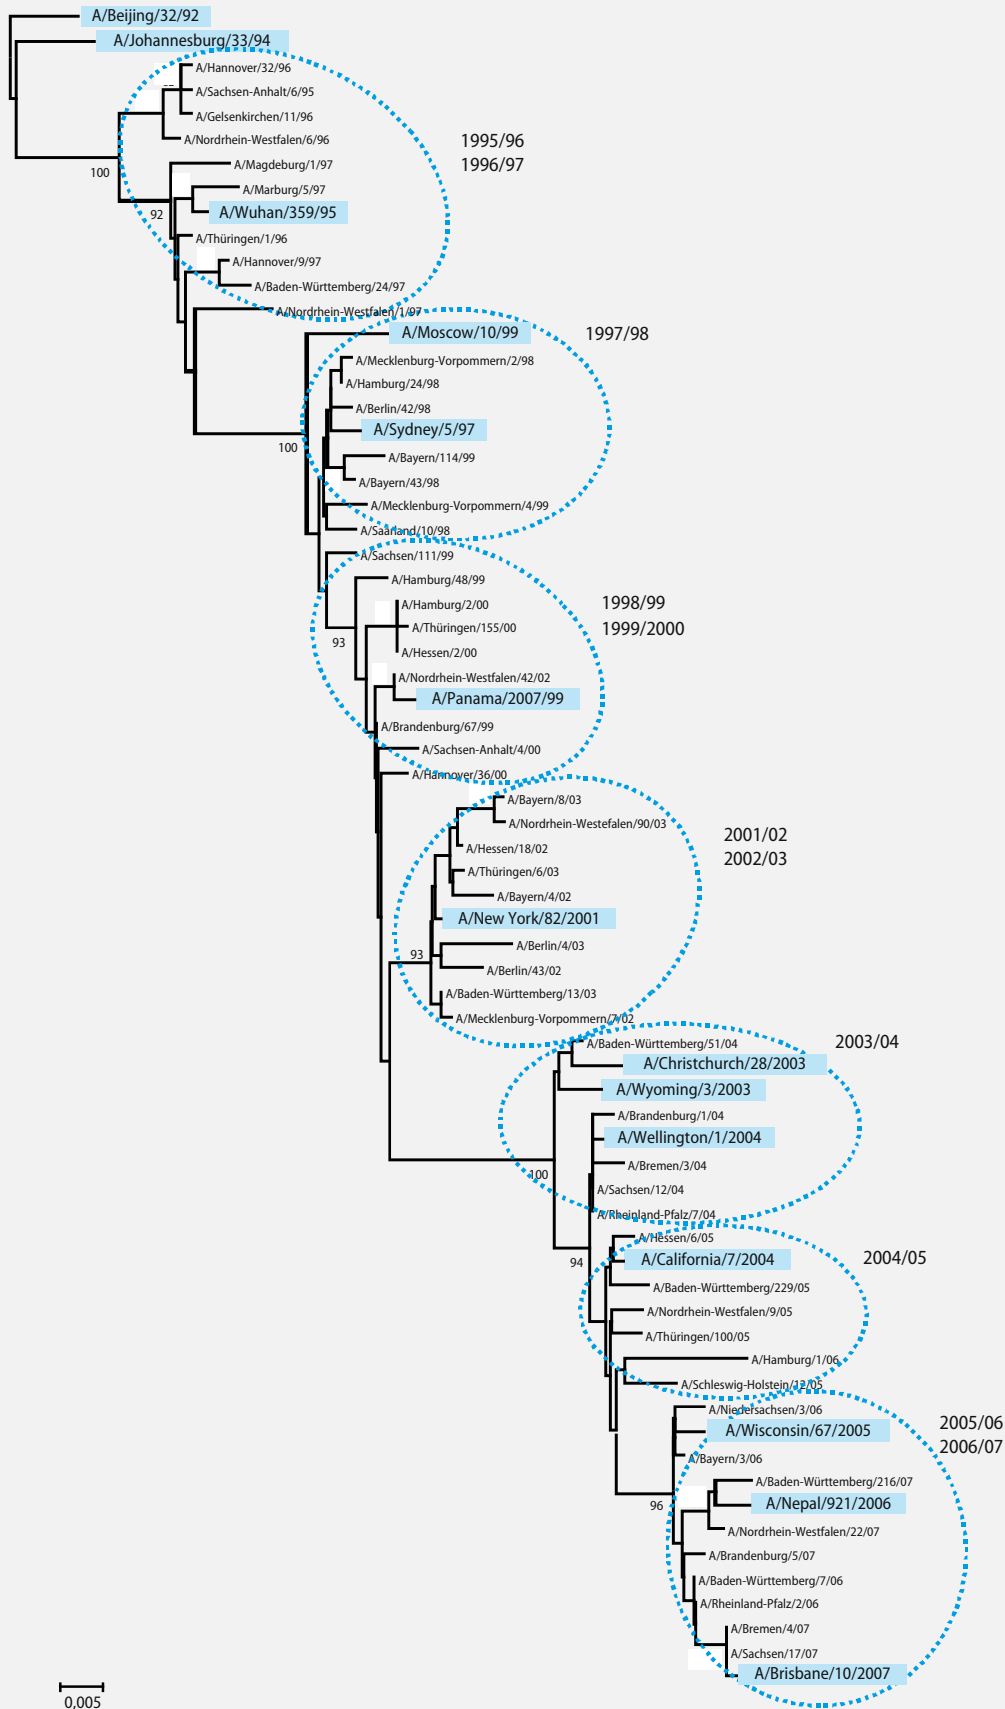 A/Beijing/32/92
A/Johannesburg/33/94
A/Hannover/32/96
A/Sachsen-Anhalt/6/95
A/Gelsenkirchen/11/96
A/Nordrhein-Westfalen/6/96
1995/96
1996/97
A/Magdeburg/1/97
100
A/Marburg/5/97
92
A/Wuhan/359/95
A/Thüringen/1/96
A/Hannover/9/97
A/Baden-Württemberg/24/97
A/Nordrhein-Westfalen/1/97
A/Moscow/10/99
1997/98
A/Mecklenburg-Vorpommern/2/98
A/Hamburg/24/98
A/Berlin/42/98
A/Sydney/5/97
100
A/Bayern/114/99
A/Bayern/43/98
A/Mecklenburg-Vorpommern/4/99
A/Saarland/10/98
A/Sachsen/111/99
A/Hamburg/48/99
A/Hamburg/2/00
1998/99
A/Thüringen/155/00
1999/2000
93
A/Hessen/2/00
A/Nordrhein-Westfalen/42/02
A/Panama/2007/99
A/Brandenburg/67/99
A/Sachsen-Anhalt/4/00
A/Hannover/36/00
A/Bayern/8/03
A/Nordrhein-Westefalen/90/03
2001/02
A/Hessen/18/02
2002/03
A/Thüringen/6/03
A/Bayern/4/02
A/New York/82/2001
A/Berlin/4/03
93
A/Berlin/43/02
A/Baden-Württemberg/13/03
A/Mecklenburg-Vorpommern/7/02
A/Baden-Württemberg/51/04
2003/04
A/Christchurch/28/2003
A/Wyoming/3/2003
A/Brandenburg/1/04
A/Wellington/1/2004
A/Bremen/3/04
100
A/Sachsen/12/04
A/Rheinland-Pfalz/7/04
A/Hessen/6/05
A/California/7/2004
2004/05
94
A/Baden-Württemberg/229/05
A/Nordrhein-Westfalen/9/05
A/Thüringen/100/05
A/Hamburg/1/06
A/Schleswig-Holstein/12/05
A/Niedersachsen/3/06
2005/06
A/Wisconsin/67/2005
2006/07
A/Bayern/3/06
A/Baden-Württemberg/216/07
96
A/Nepal/921/2006
A/Nordrhein-Westfalen/22/07
A/Brandenburg/5/07
A/Baden-Württemberg/7/06
A/Rheinland-Pfalz/2/06
A/Bremen/4/07
A/Sachsen/17/07
A/Brisbane/10/2007
0,005